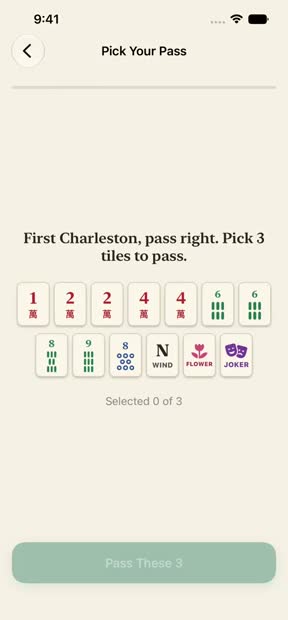 9:41
Pick Your Pass
First Charleston, pass right. Pick 3
tiles to pass.
1 2 2 4 4 6 6
萬 萬 萬 萬 萬
8 9 8 N
WIND FLOWER JOKER
Selected 0 of 3
Pass These 3